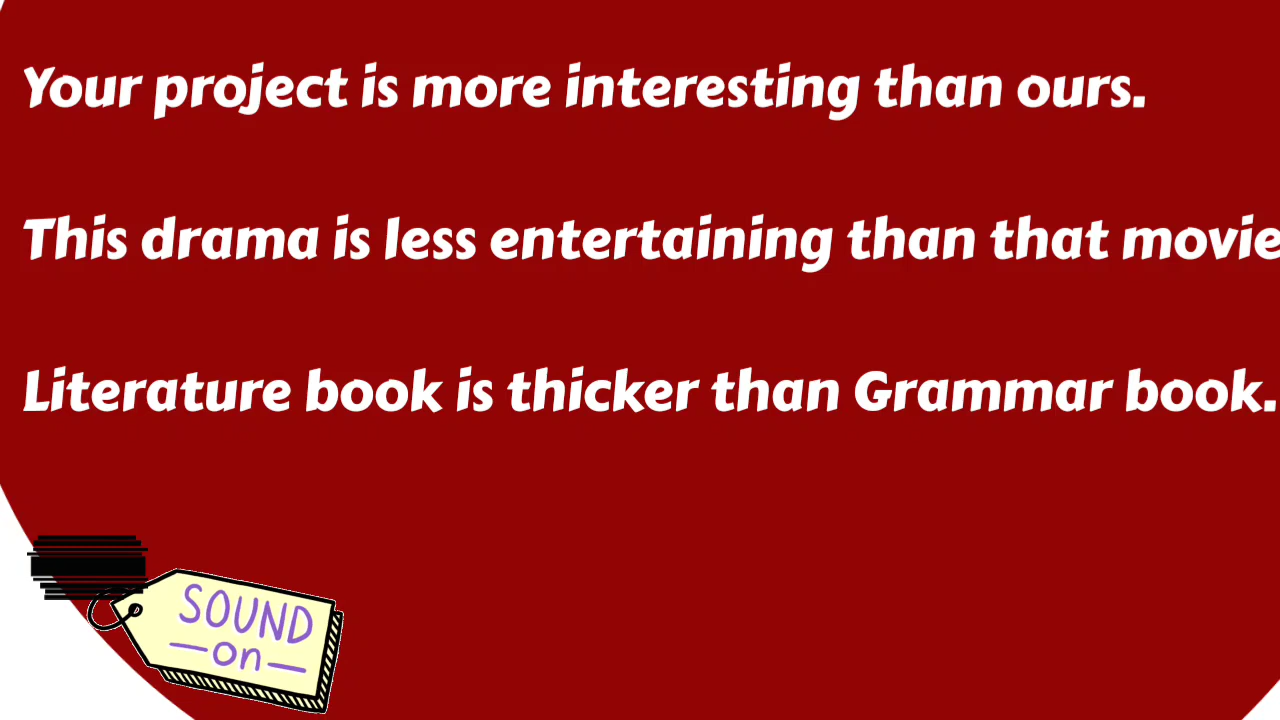 Your project is more interesting than ours.
This drama is less entertaining than that movie
Literature book is thicker than Grammar book.
SOUND
on